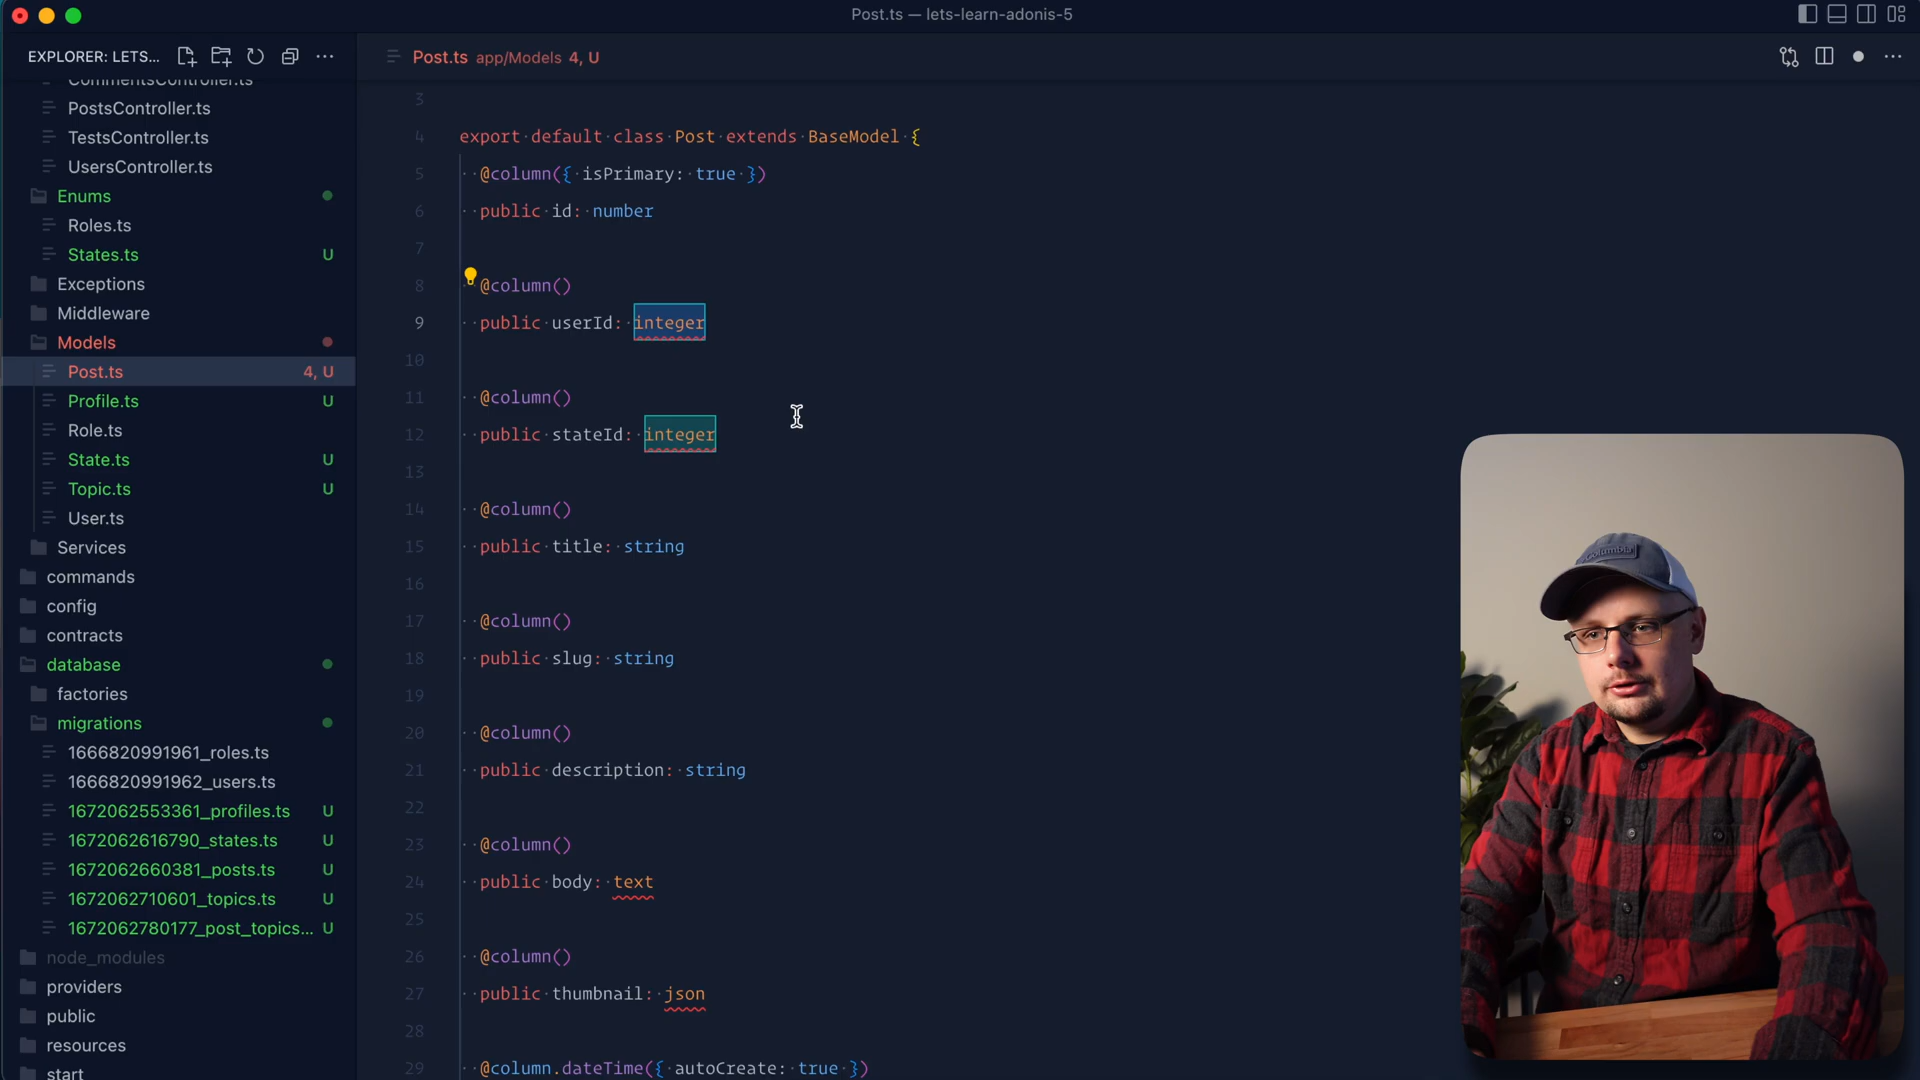 Post.ts — lets-learn-adonis-5
EXPLORER: LETS...
CommentsController.ts
PostsController.ts
TestsController.ts
UsersController.ts
Enums
Roles.ts
States.ts U
Exceptions
Middleware
Models
Post.ts 4, U
Profile.ts U
Role.ts
State.ts U
Topic.ts U
User.ts
Services
commands
config
contracts
database
factories
migrations
1666820991961_roles.ts
1666820991962_users.ts
1672062553361_profiles.ts U
1672062616790_states.ts U
1672062660381_posts.ts U
1672062710601_topics.ts U
1672062780177_post_topics... U
node_modules
providers
public
resources
start
Post.ts app/Models 4, U
3
4 export default class Post extends BaseModel {
5 @column({ isPrimary: true })
6 public id: number
7
8 @column()
9 public userId: integer
10
11 @column()
12 public stateId: integer
13
14 @column()
15 public title: string
16
17 @column()
18 public slug: string
19
20 @column()
21 public description: string
22
23 @column()
24 public body: text
25
26 @column()
27 public thumbnail: json
28
29 @column.dateTime({ autoCreate: true })
Columbia